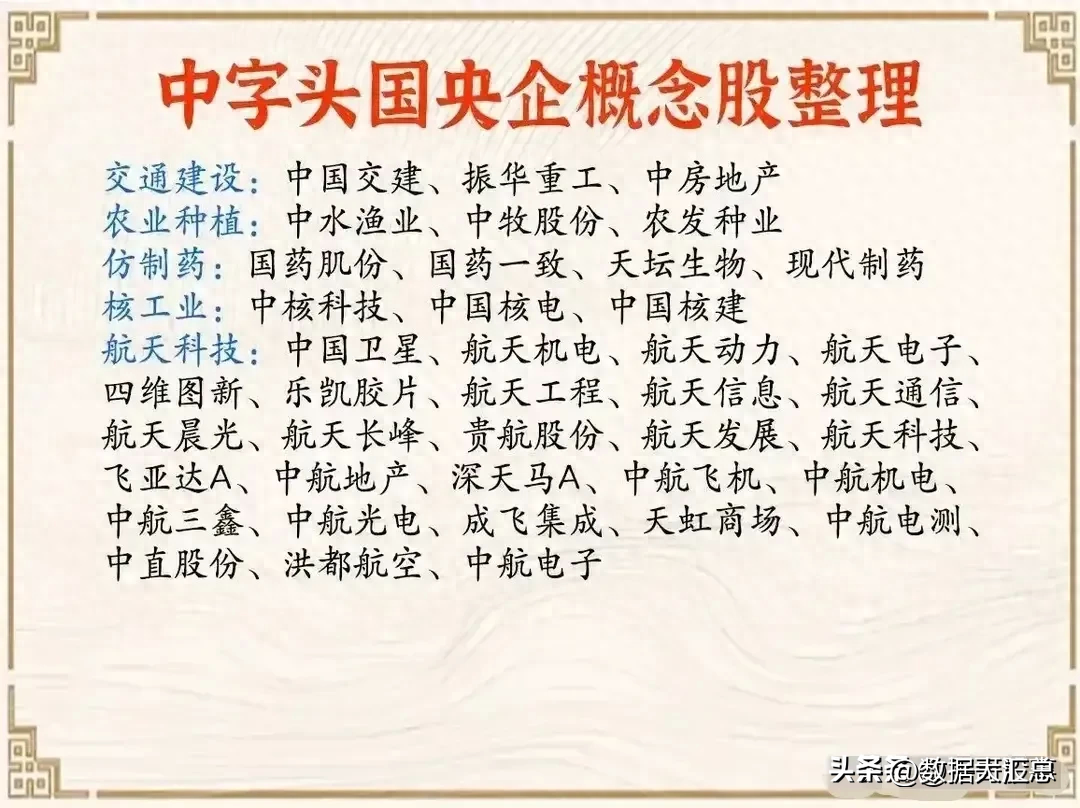 中字头国央企概念股整理
交通建设：中国交建、振华重工、中房地产
农业种植：中水渔业、中牧股份、农发种业
仿制药：国药肌份、国药一致、天坛生物、现代制药
核工业：中核科技、中国核电、中国核建
航天科技：中国卫星、航天机电、航天动力、航天电子、
四维图新、乐凯胶片、航天工程、航天信息、航天通信、
航天晨光、航天长峰、贵航股份、航天发展、航天科技、
飞亚达A、中航地产、深天马A、中航飞机、中航机电、
中航三鑫、中航光电、成飞集成、天虹商场、中航电测、
中直股份、洪都航空、中航电子
头条 @数据大汇总